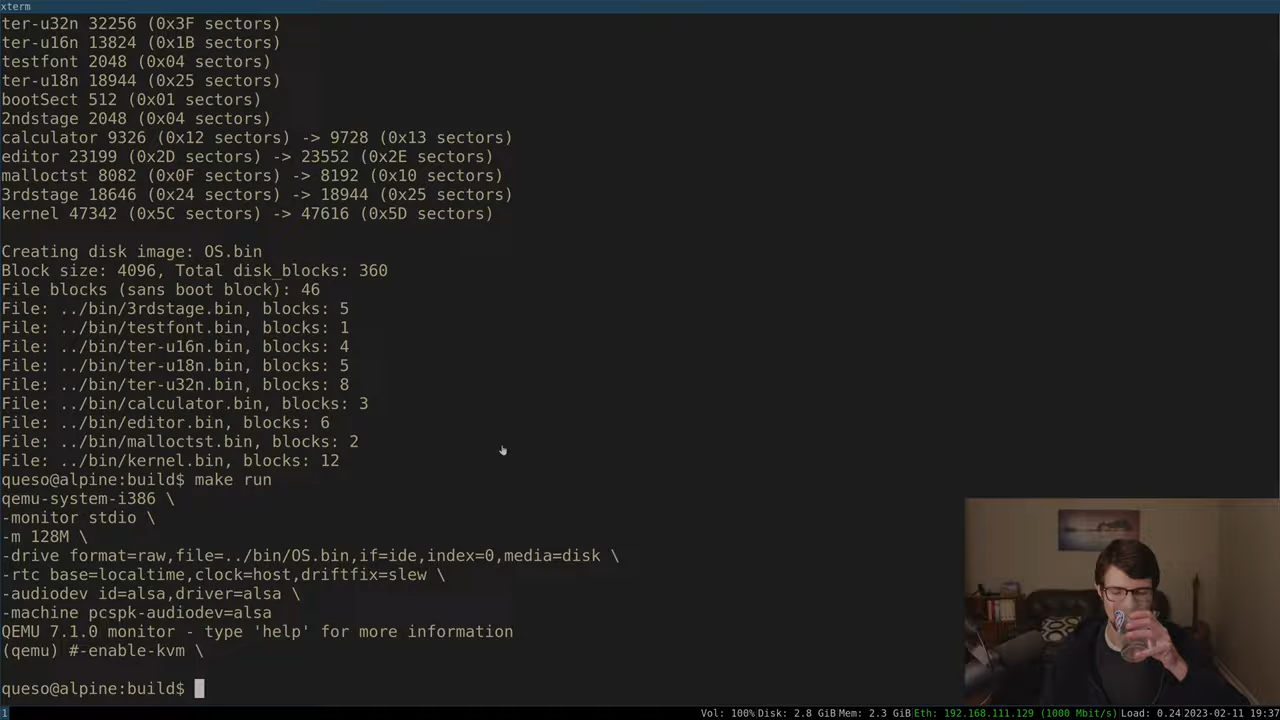 xterm
ter-u32n 32256 (0x3F sectors)
ter-u16n 13824 (0x1B sectors)
testfont 2048 (0x04 sectors)
ter-u18n 18944 (0x25 sectors)
bootSect 512 (0x01 sectors)
2ndstage 2048 (0x04 sectors)
calculator 9326 (0x12 sectors) -> 9728 (0x13 sectors)
editor 23199 (0x2D sectors) -> 23552 (0x2E sectors)
malloctst 8082 (0x0F sectors) -> 8192 (0x10 sectors)
3rdstage 18646 (0x24 sectors) -> 18944 (0x25 sectors)
kernel 47342 (0x5C sectors) -> 47616 (0x5D sectors)
Creating disk image: OS.bin
Block size: 4096, Total disk_blocks: 360
File blocks (sans boot block): 46
File: ../bin/3rdstage.bin, blocks: 5
File: ../bin/testfont.bin, blocks: 1
File: ../bin/ter-u16n.bin, blocks: 4
File: ../bin/ter-u18n.bin, blocks: 5
File: ../bin/ter-u32n.bin, blocks: 8
File: ../bin/calculator.bin, blocks: 3
File: ../bin/editor.bin, blocks: 6
File: ../bin/malloctst.bin, blocks: 2
File: ../bin/kernel.bin, blocks: 12
queso@alpine:build$ make run
qemu-system-i386 \
-monitor stdio \
-m 128M \
-drive format=raw,file=../bin/OS.bin,if=ide,index=0,media=disk \
-rtc base=localtime,clock=host,driftfix=slew \
-audiodev id=alsa,driver=alsa \
-machine pcspk-audiodev=alsa
QEMU 7.1.0 monitor - type 'help' for more information
(qemu) #-enable-kvm \
queso@alpine:build$
1 Vol: 100% Disk: 2.8 GiB Mem: 2.3 GiB Eth: 192.168.111.129 (1000 Mbit/s) Load: 0.24 2023-02-11 19:37